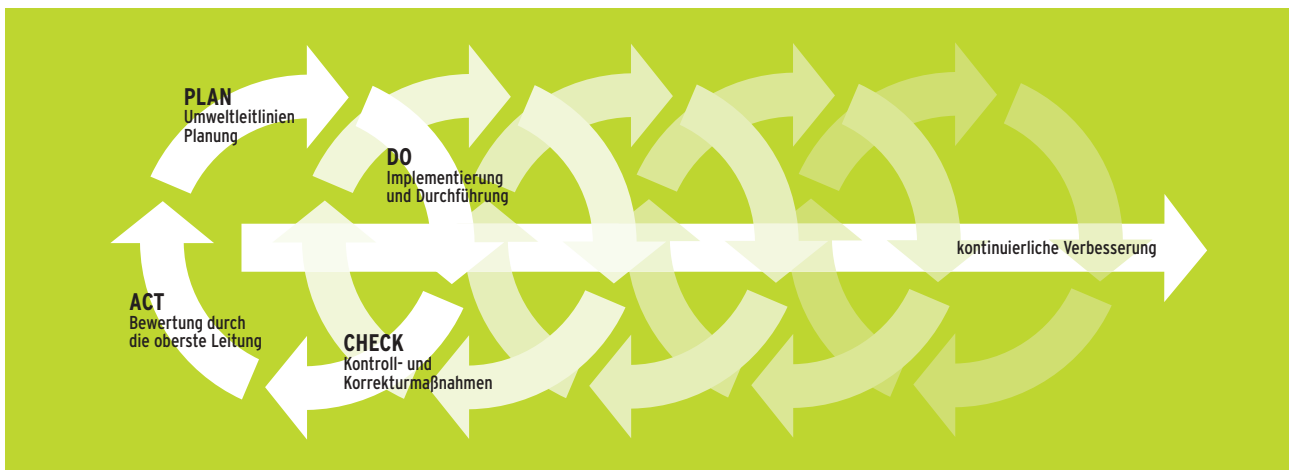 PLAN
Umweltleitlinien
Planung
DO
Implementierung
und Durchführung
kontinuierliche Verbesserung
ACT
Bewertung durch
die oberste Leitung
CHECK
Kontroll- und
Korrekturmaßnahmen